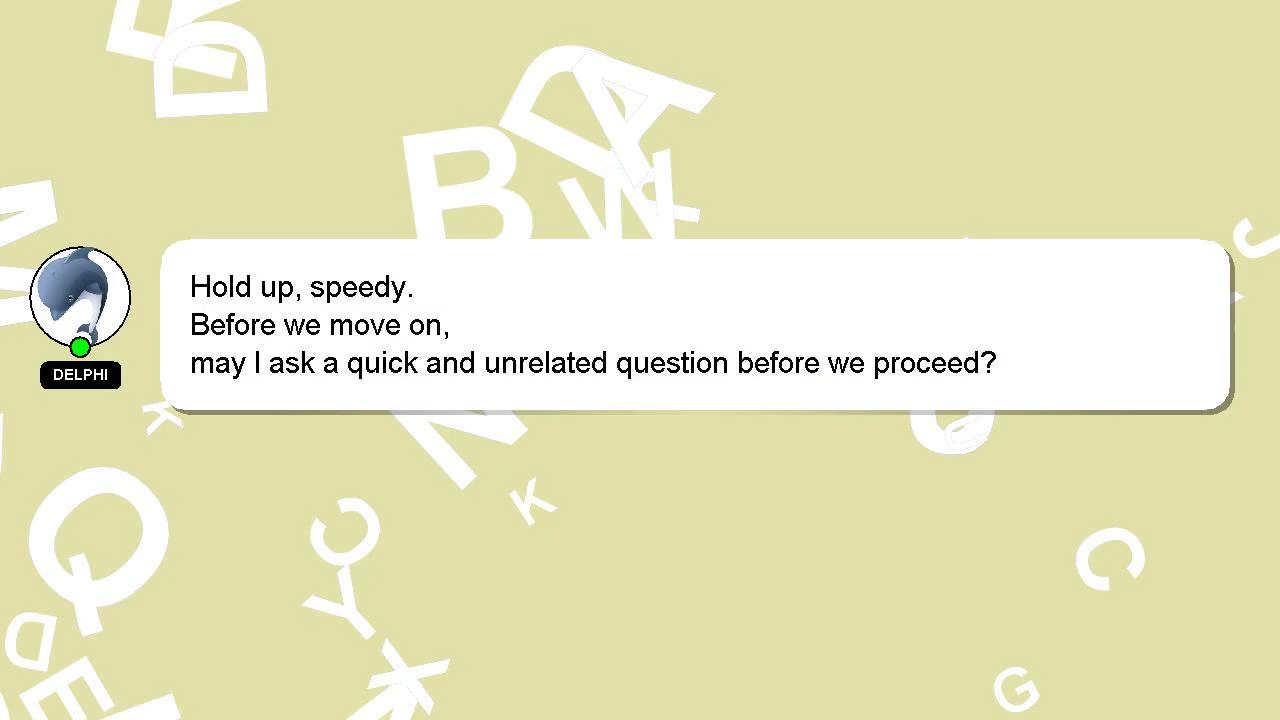 Hold up, speedy.
Before we move on,
may I ask a quick and unrelated question before we proceed?
DELPHI